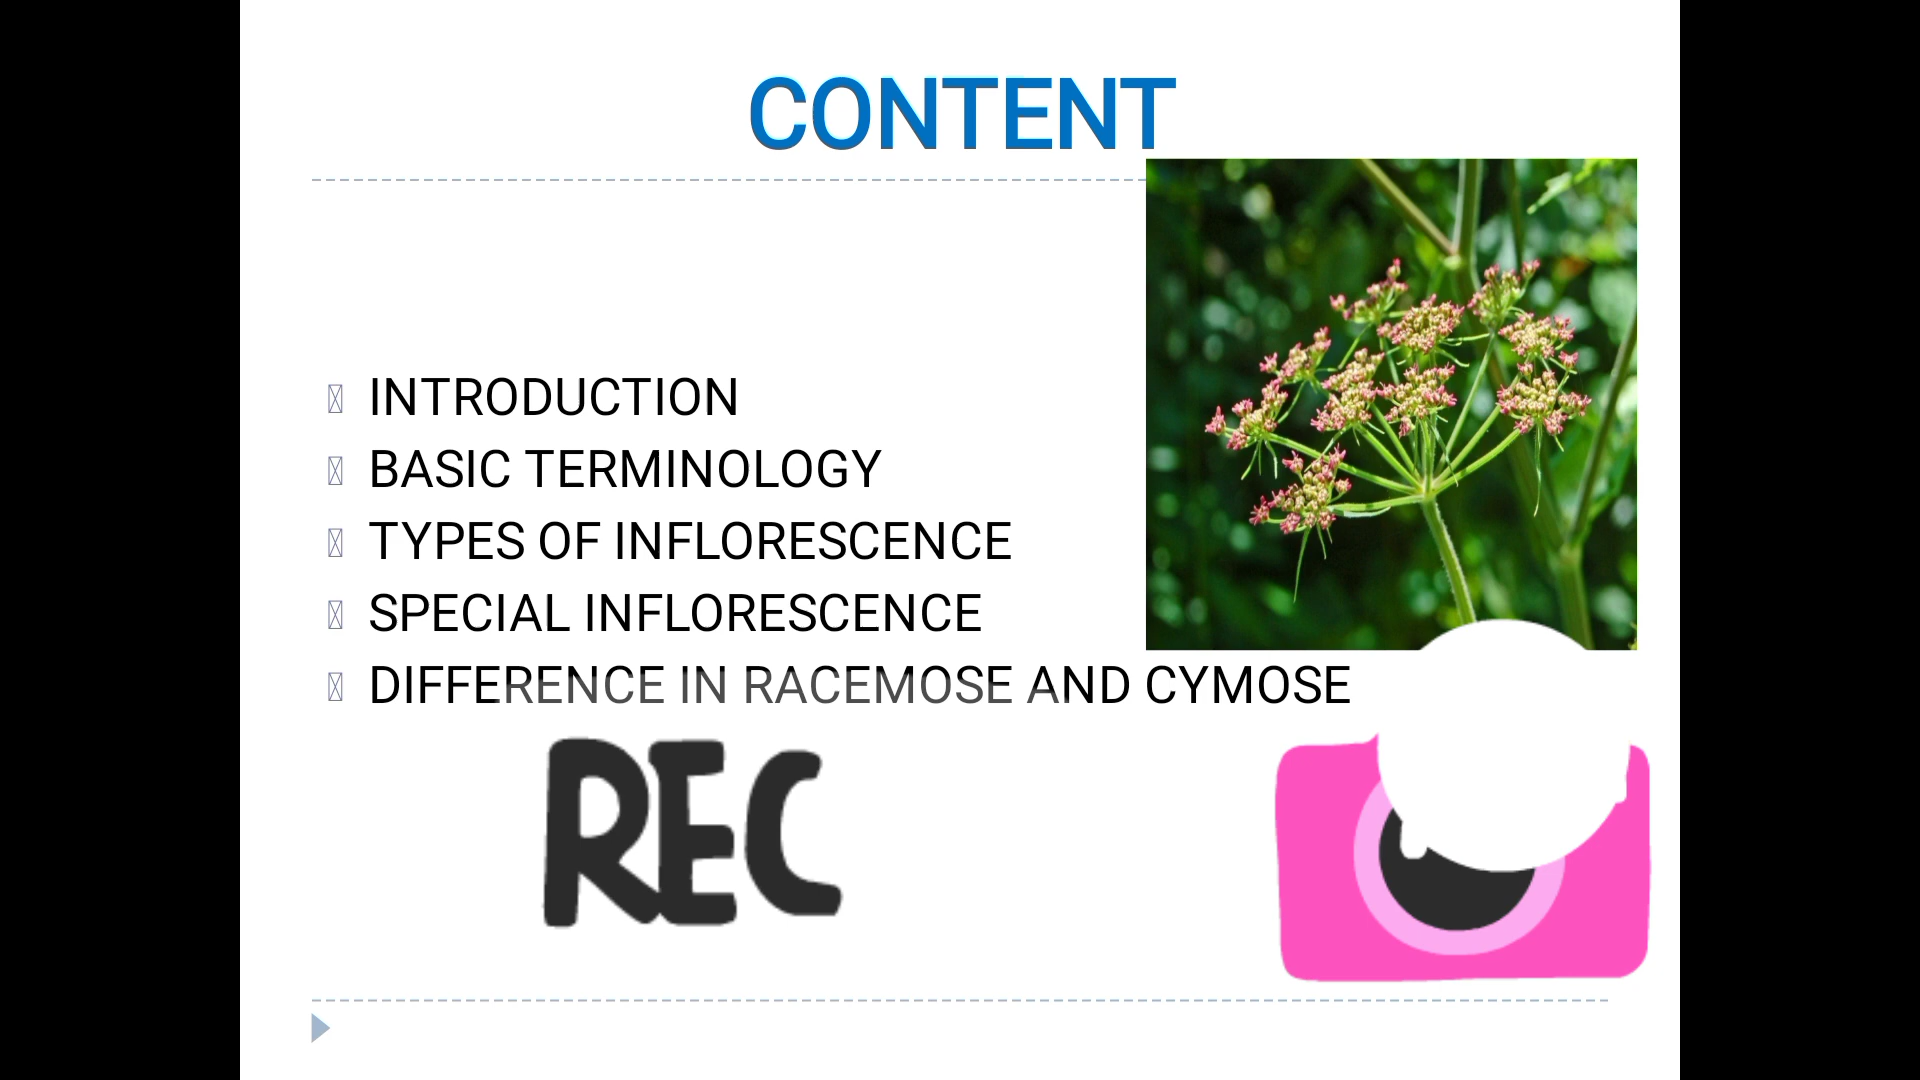 CONTENT
INTRODUCTION
BASIC TERMINOLOGY
TYPES OF INFLORESCENCE
SPECIAL INFLORESCENCE
DIFFERENCE IN RACEMOSE AND CYMOSE
REC